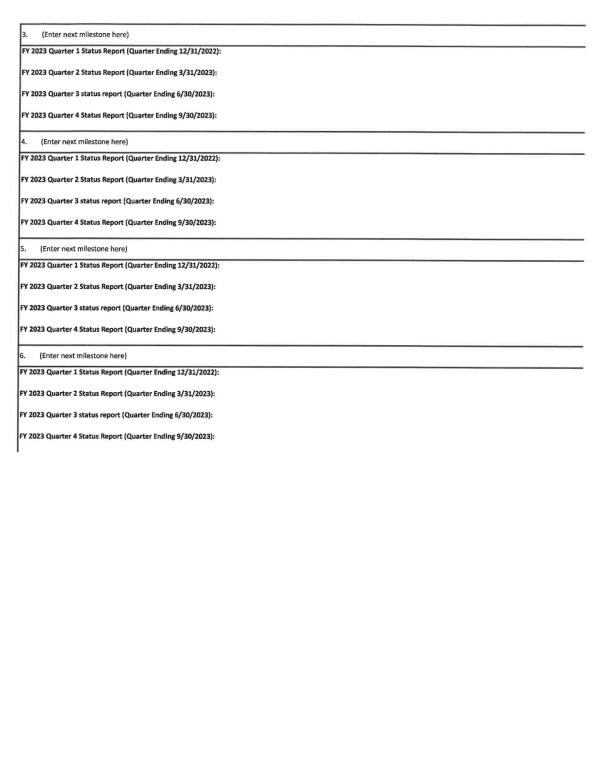 3. (Enter next milestone here)
FY 2023 Quarter 1 Status Report (Quarter Ending 12/31/2022):
FY 2023 Quarter 2 Status Report (Quarter Ending 3/31/2023):
FY 2023 Quarter 3 status report (Quarter Ending 6/30/2023):
FY 2023 Quarter 4 Status Report (Quarter Ending 9/30/2023):
4. (Enter next milestone here)
FY 2023 Quarter 1 Status Report (Quarter Ending 12/31/2022):
FY 2023 Quarter 2 Status Report (Quarter Ending 3/31/2023):
FY 2023 Quarter 3 status report (Quarter Ending 6/30/2023):
FY 2023 Quarter 4 Status Report (Quarter Ending 9/30/2023):
5. (Enter next milestone here)
FY 2023 Quarter 1 Status Report (Quarter Ending 12/31/2022):
FY 2023 Quarter 2 Status Report (Quarter Ending 3/31/2023):
FY 2023 Quarter 3 status report (Quarter Ending 6/30/2023):
FY 2023 Quarter 4 Status Report (Quarter Ending 9/30/2023):
6. (Enter next milestone here)
FY 2023 Quarter 1 Status Report (Quarter Ending 12/31/2022):
FY 2023 Quarter 2 Status Report (Quarter Ending 3/31/2023):
FY 2023 Quarter 3 status report (Quarter Ending 6/30/2023):
FY 2023 Quarter 4 Status Report (Quarter Ending 9/30/2023):